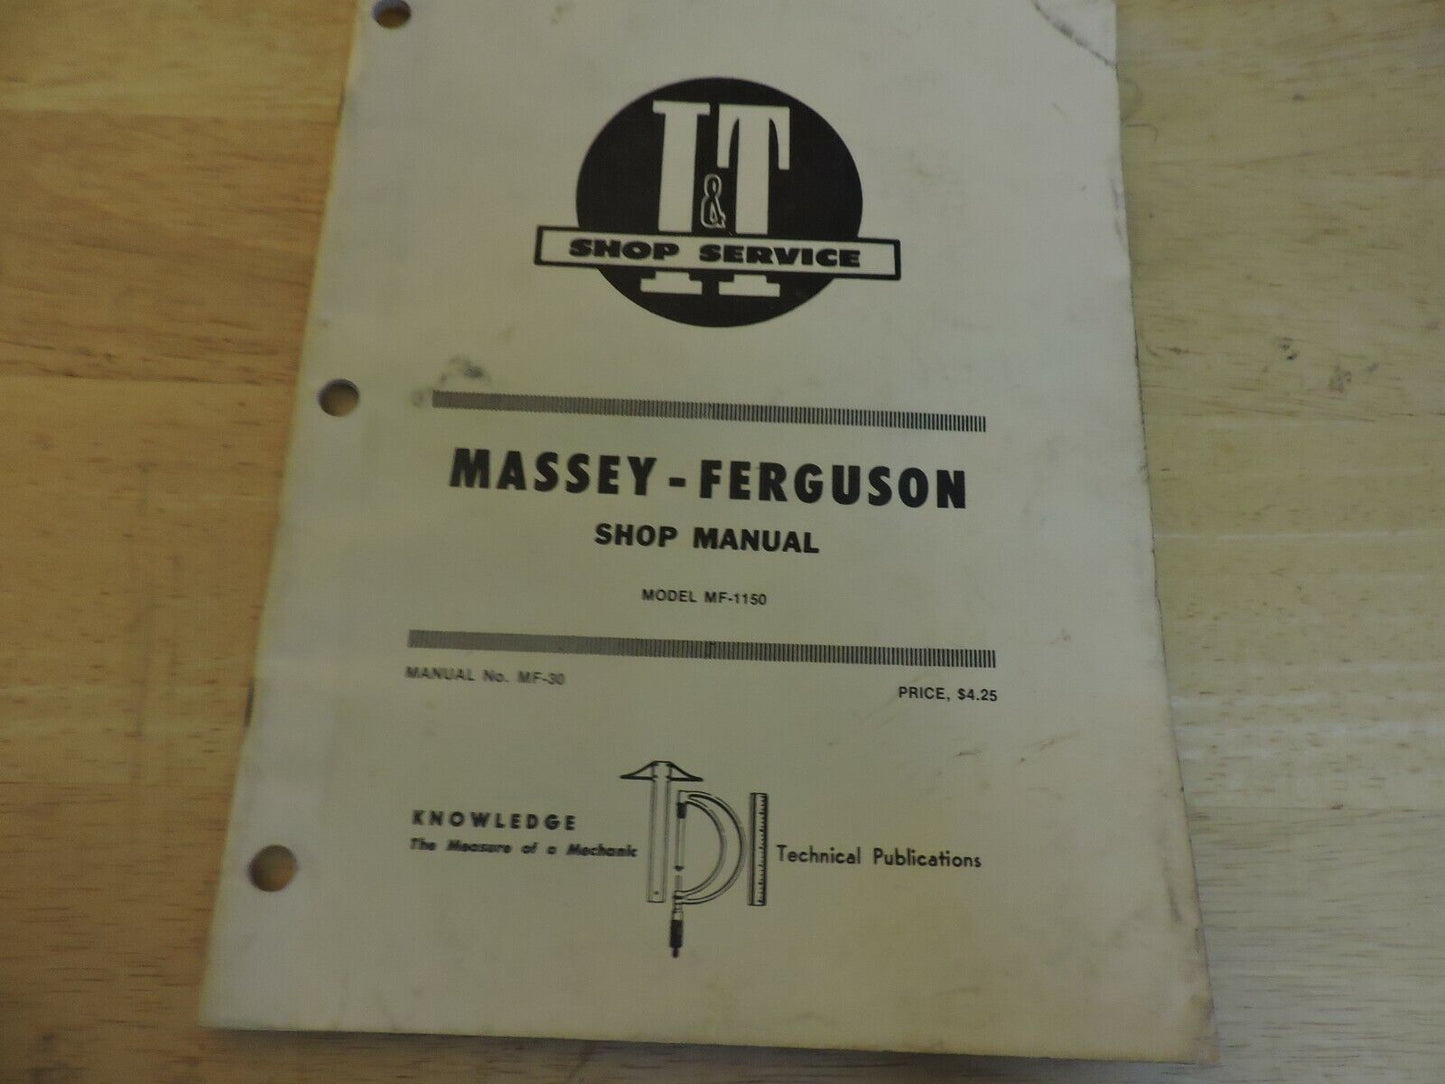 I&T
SHOP SERVICE
MASSEY-FERGUSON
SHOP MANUAL
MODEL MF-1150
MANUAL No. MF-30
PRICE, $4.25
KNOWLEDGE
The Measure of a Mechanic
TPI
Technical Publications